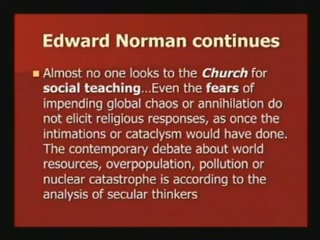 Edward Norman continues
Almost no one looks to the Church for
social teaching...Even the fears of
impending global chaos or annihilation do
not elicit religious responses, as once the
intimations or cataclysm would have done.
The contemporary debate about world
resources, overpopulation, pollution or
nuclear catastrophe is according to the
analysis of secular thinkers